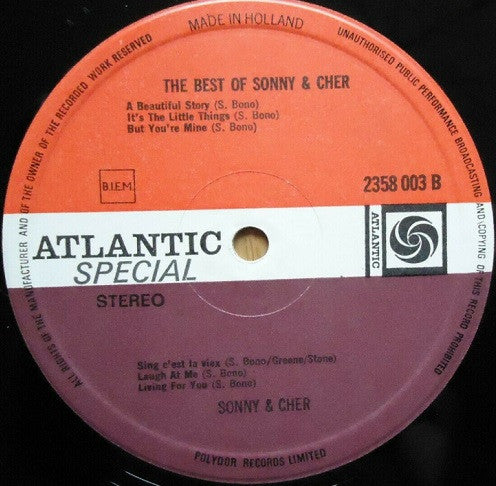 MADE IN HOLLAND
ALL RIGHTS OF THE MANUFACTURER AND OF THE OWNER OF THE RECORDED WORK RESERVED
UNAUTHORISED PUBLIC PERFORMANCE BROADCASTING AND COPYING OF THIS RECORD PROHIBITED
THE BEST OF SONNY & CHER
A Beautiful Story (S. Bono)
It's The Little Things (S. Bono)
But You're Mine (S. Bono)
B.I.E.M.
2358 003 B
ATLANTIC
SPECIAL
ATLANTIC
STEREO
Sing c'est la viex (S. Bono/Greene/Stone)
Laugh At Me (S. Bono)
Living For You (S. Bono)
SONNY & CHER
POLYDOR RECORDS LIMITED